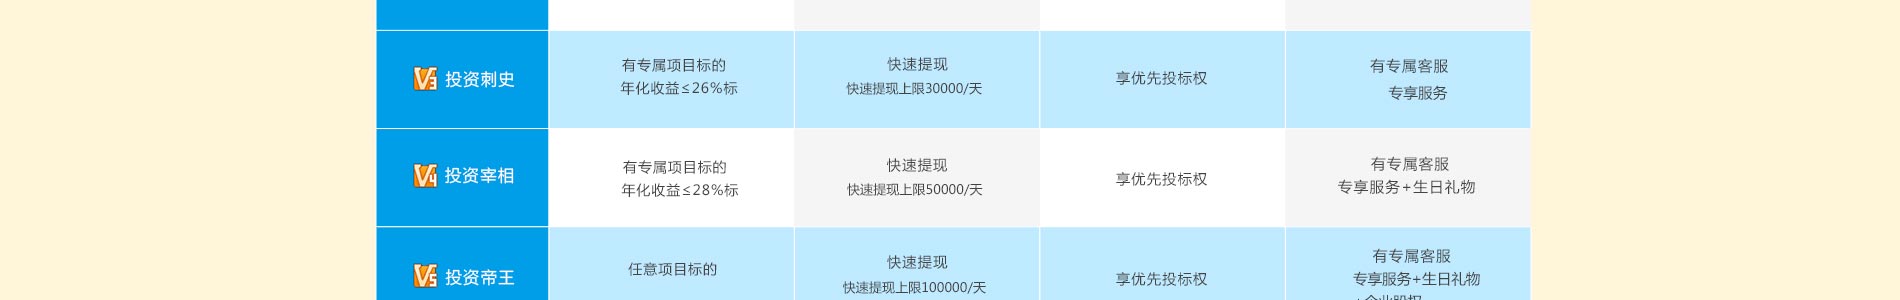 V3 投资刺史
有专属项目标的
年化收益≤26%标
快速提现
快速提现上限30000/天
享优先投标权
有专属客服
专享服务
V4 投资宰相
有专属项目标的
年化收益≤28%标
快速提现
快速提现上限50000/天
享优先投标权
有专属客服
专享服务+生日礼物
V5 投资帝王
任意项目标的
快速提现
快速提现上限100000/天
享优先投标权
有专属客服
专享服务+生日礼物